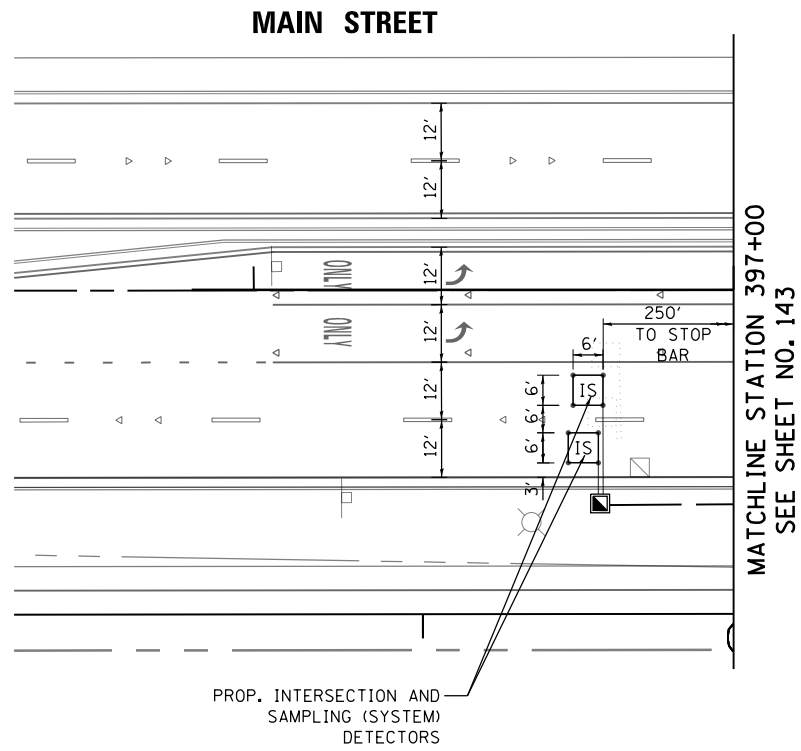 MAIN STREET
12'
12'
ONLY
12'
ONLY
12'
250'
TO STOP
BAR
6'
12'
6'
IS
6'
12'
6'
IS
3'
MATCHLINE STATION 397+00
SEE SHEET NO. 143
PROP. INTERSECTION AND
SAMPLING (SYSTEM)
DETECTORS